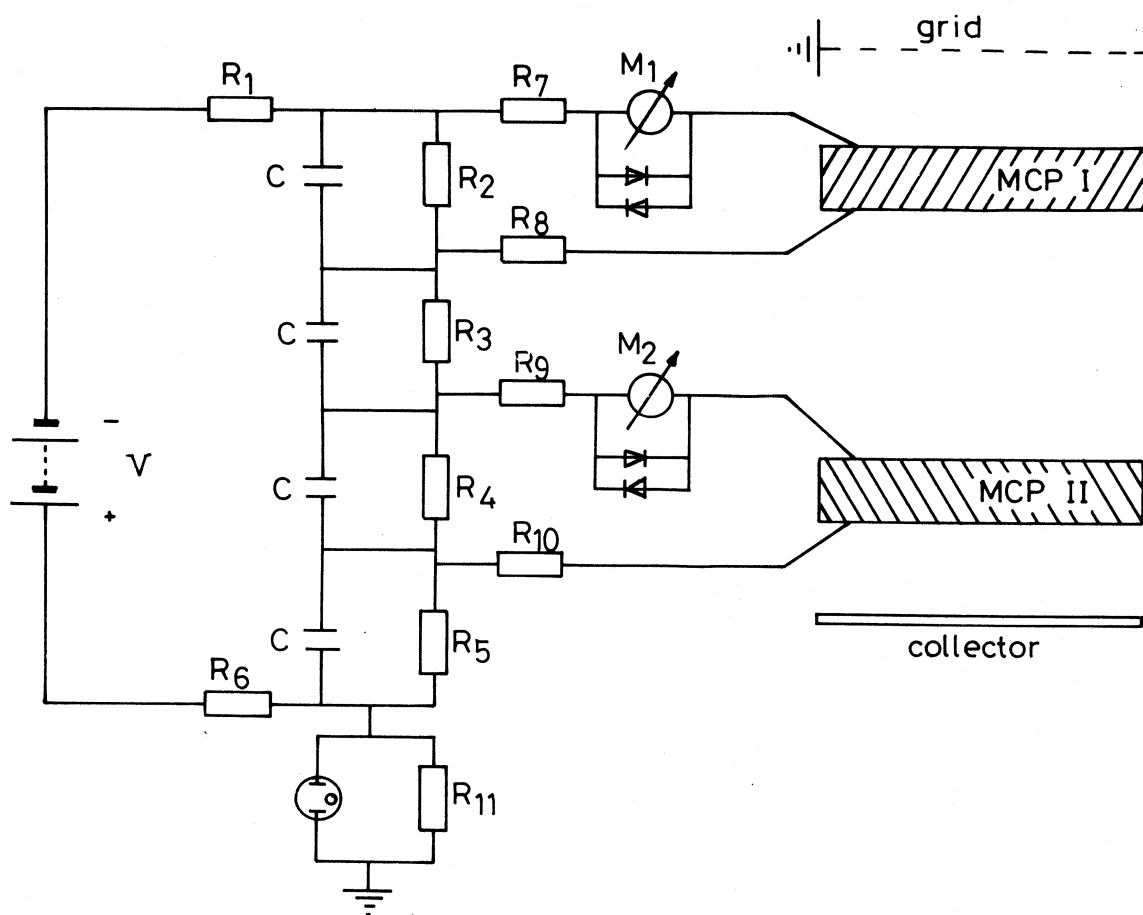 grid
R1
R7
M1
C
R2
MCP I
R8
C
R3
R9
M2
-
V
+
C
R4
MCP II
R10
C
R5
collector
R6
R11